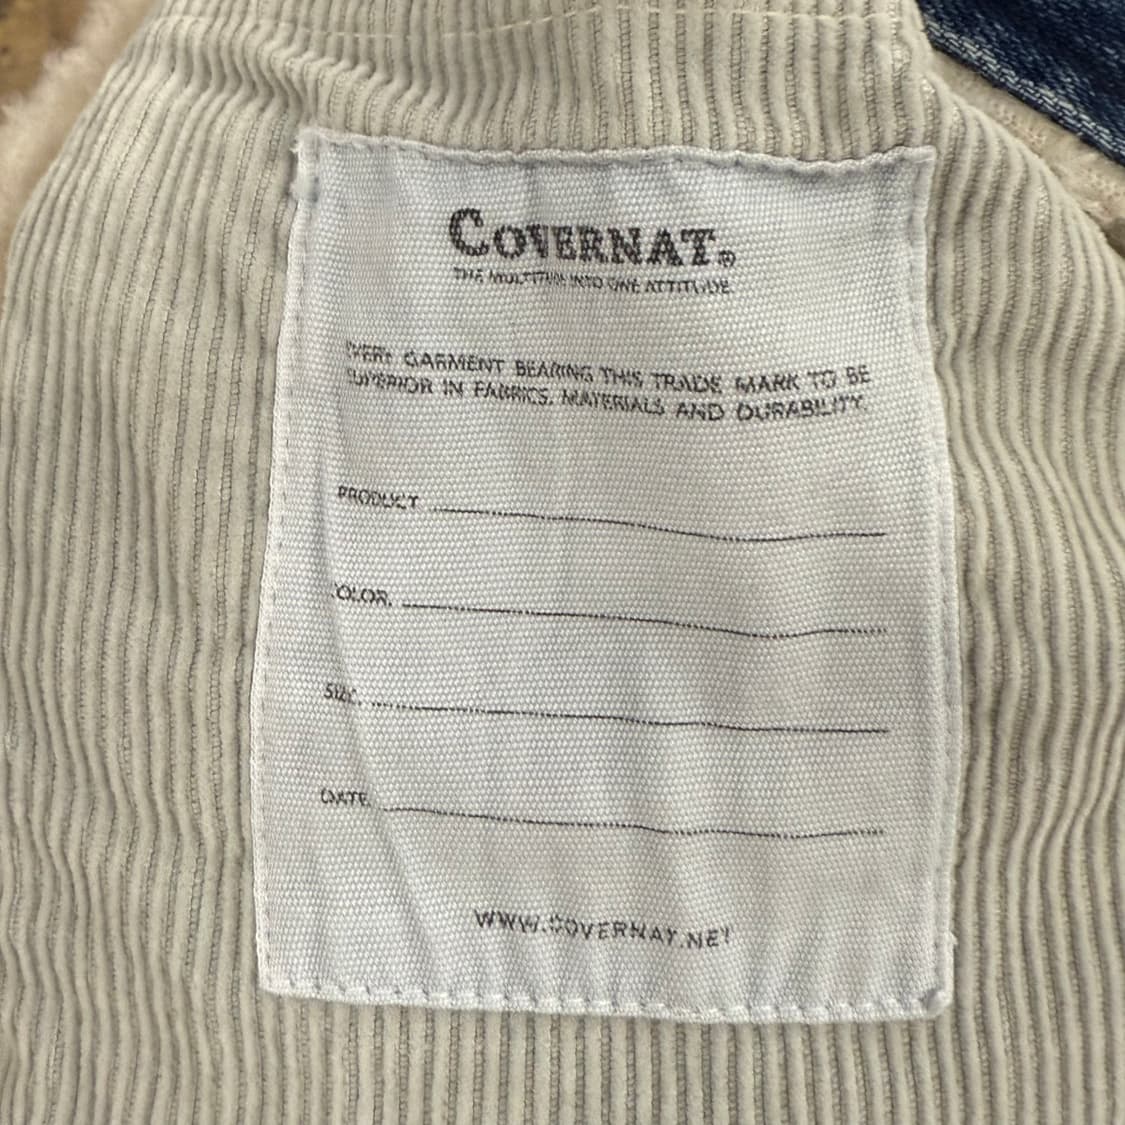 COVERNAT®
THE MULTITUDE INTO ONE ATTITUDE.
EVERY GARMENT BEARING THIS TRADE MARK TO BE
SUPERIOR IN FABRICS, MATERIALS AND DURABILITY.
PRODUCT
COLOR.
SIZE.
DATE.
WWW.COVERNAT.NET